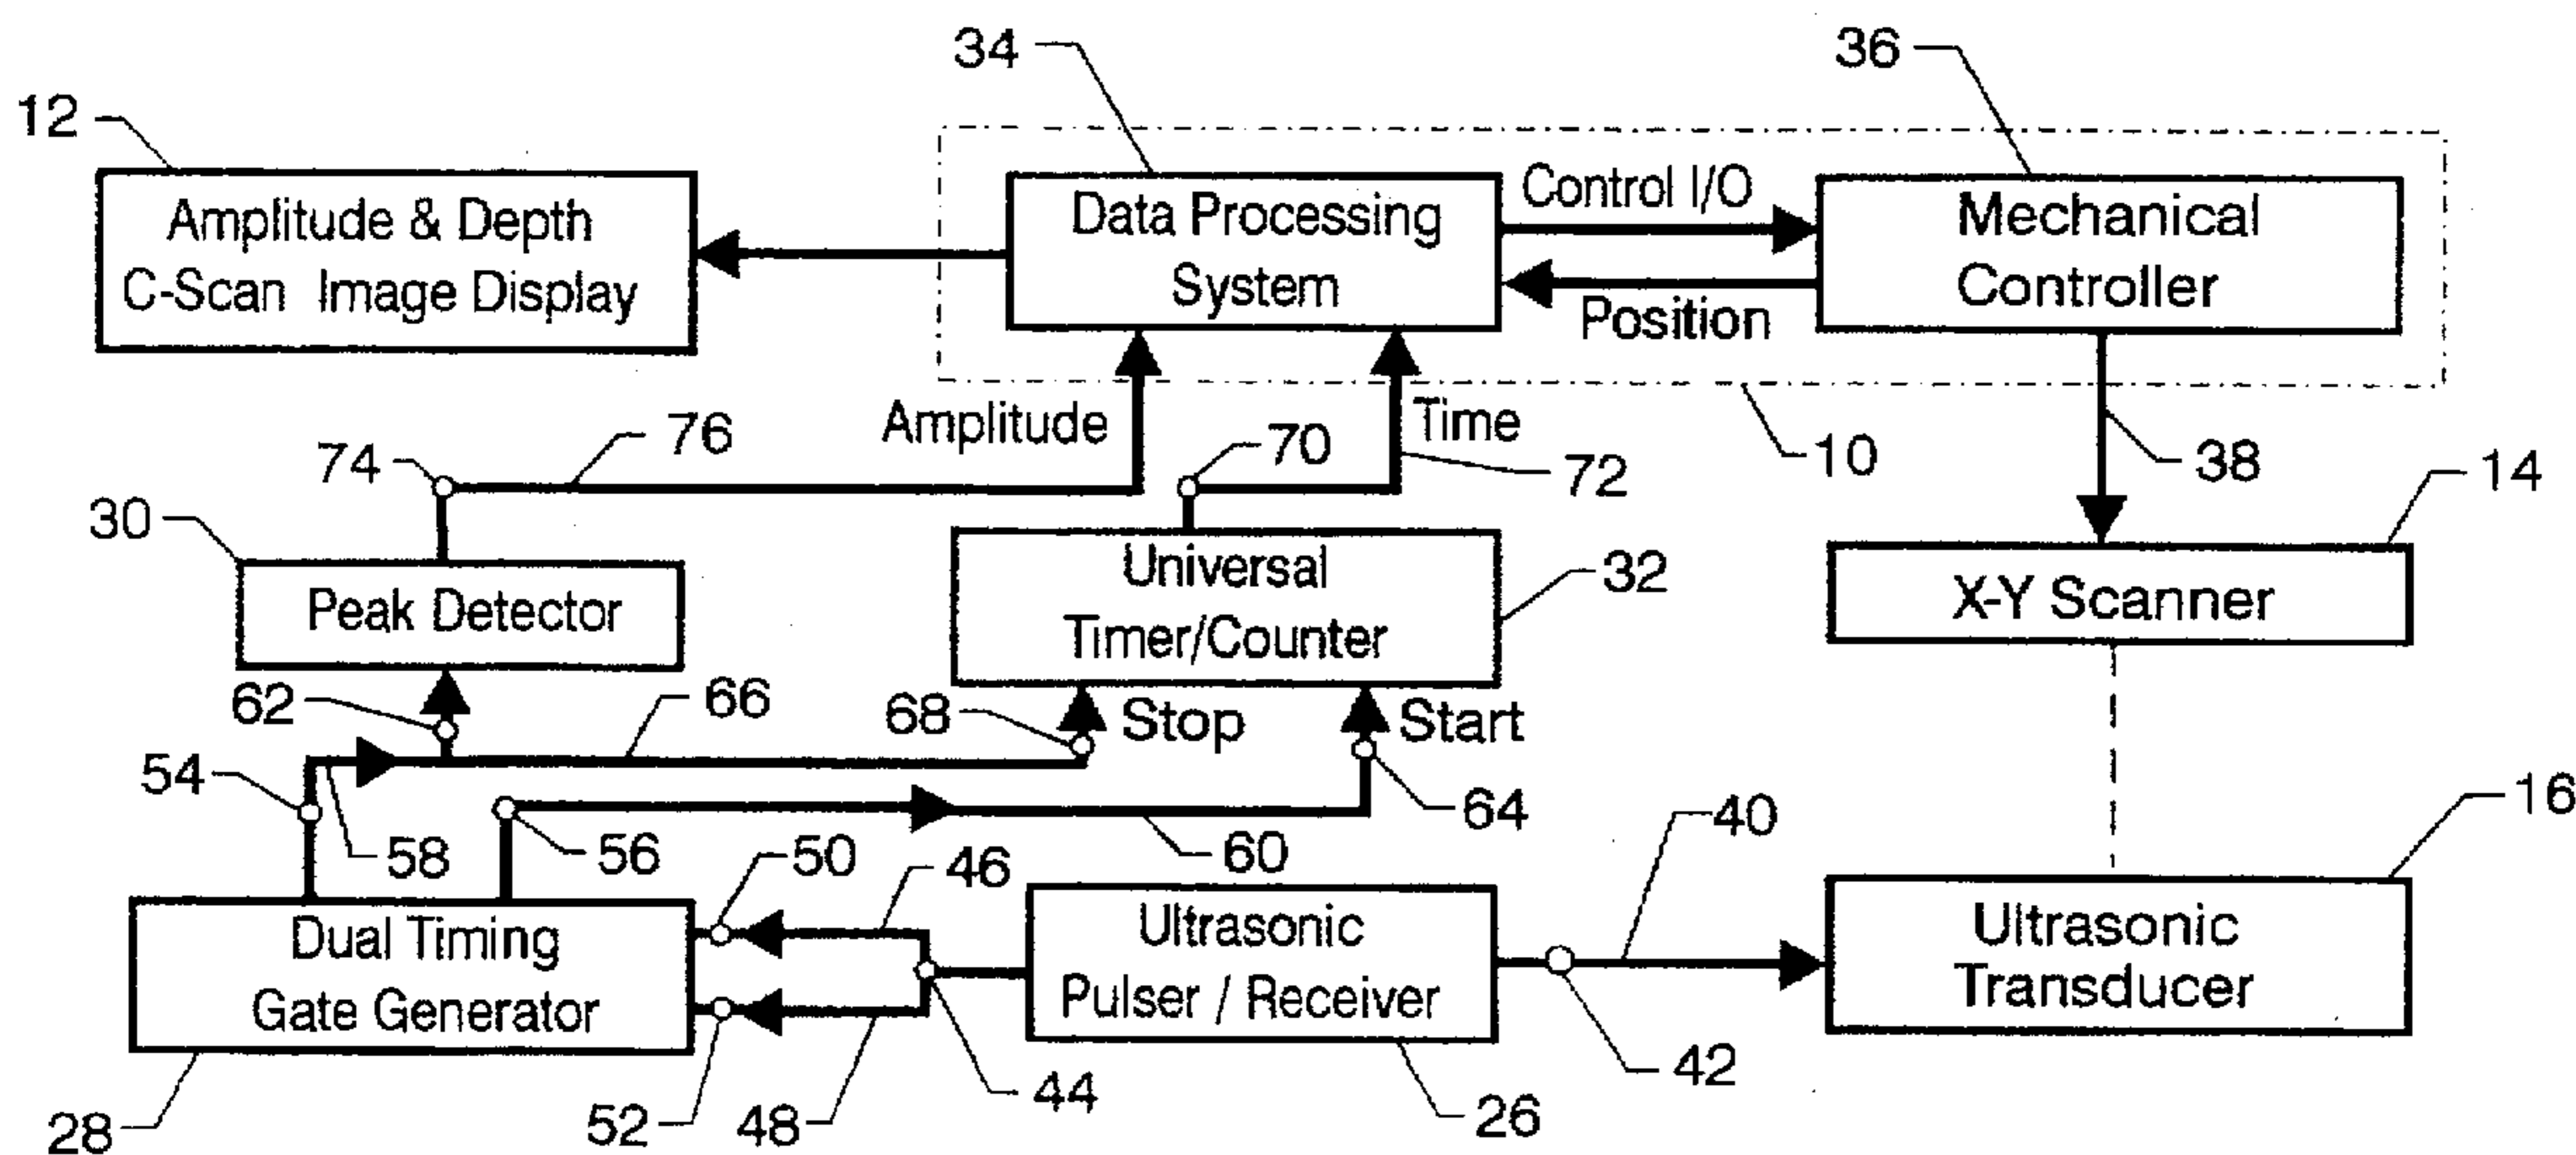 34
36
12
Amplitude & Depth
C-Scan Image Display
Data Processing
System
Control I/O
Position
Mechanical
Controller
Amplitude
Time
74
76
70
72
10
38
14
30
Peak Detector
Universal
Timer/Counter
32
X-Y Scanner
62
66
68
Stop
Start
64
54
58
56
60
50
46
40
16
Dual Timing
Gate Generator
Ultrasonic
Pulser / Receiver
Ultrasonic
Transducer
28
52
48
44
26
42